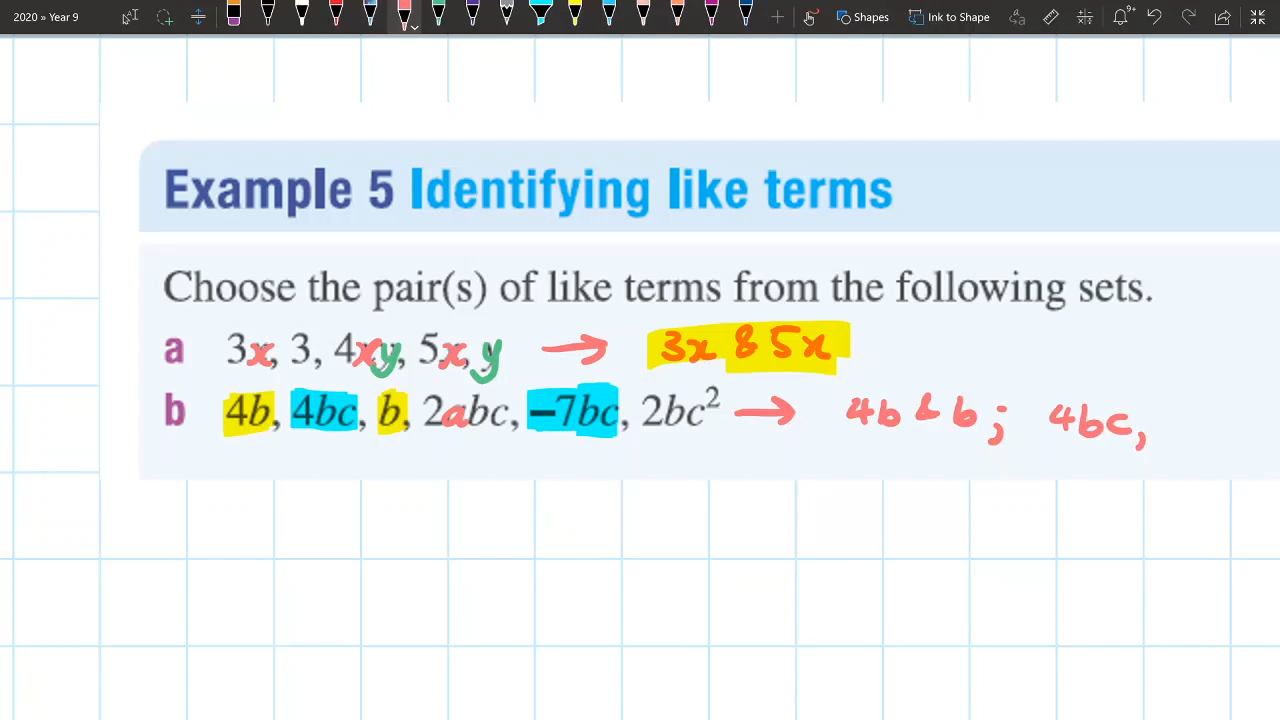 2020 » Year 9 Shapes Ink to Shape 9+
Example 5 Identifying like terms
Choose the pair(s) of like terms from the following sets.
a 3x, 3, 4xy, 5x, y → 3x & 5x
b 4b, 4bc, b, 2abc, −7bc, 2bc² → 4b & b; 4bc,